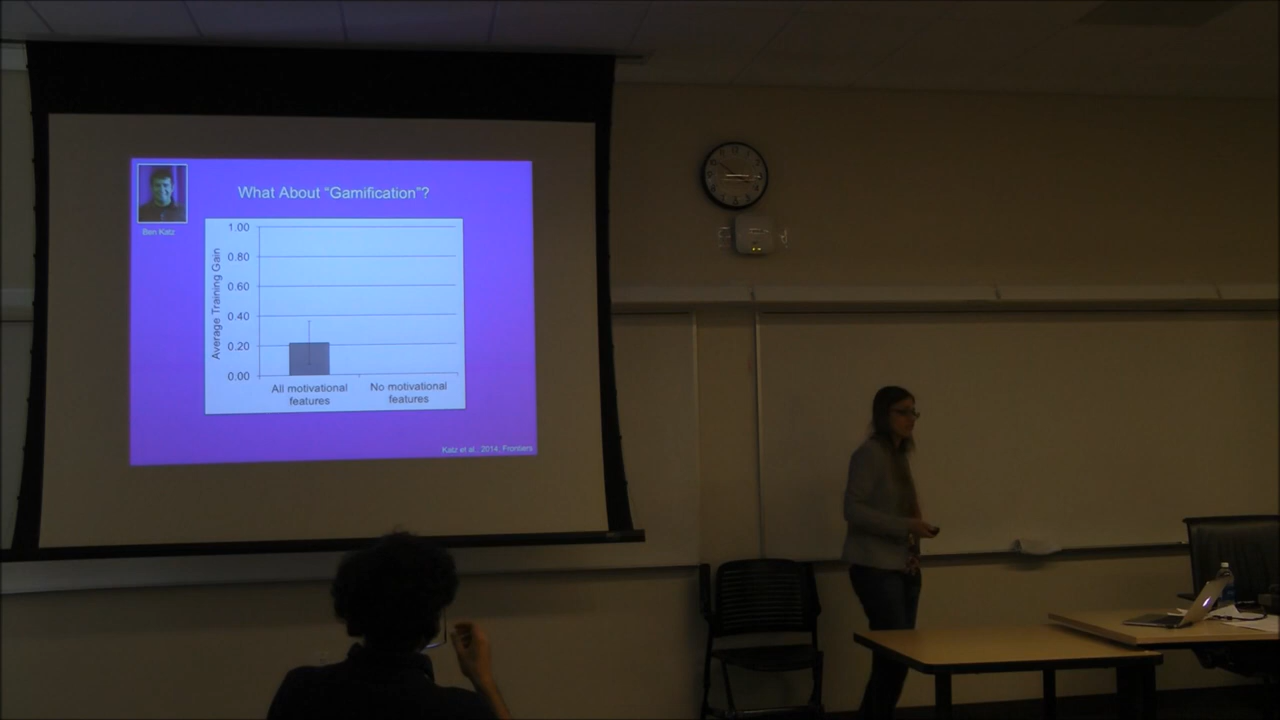 What About “Gamification”?
Ben Katz
Average Training Gain
1.00
0.80
0.60
0.40
0.20
0.00
All motivational
features
No motivational
features
Katz et al., 2014, Frontiers